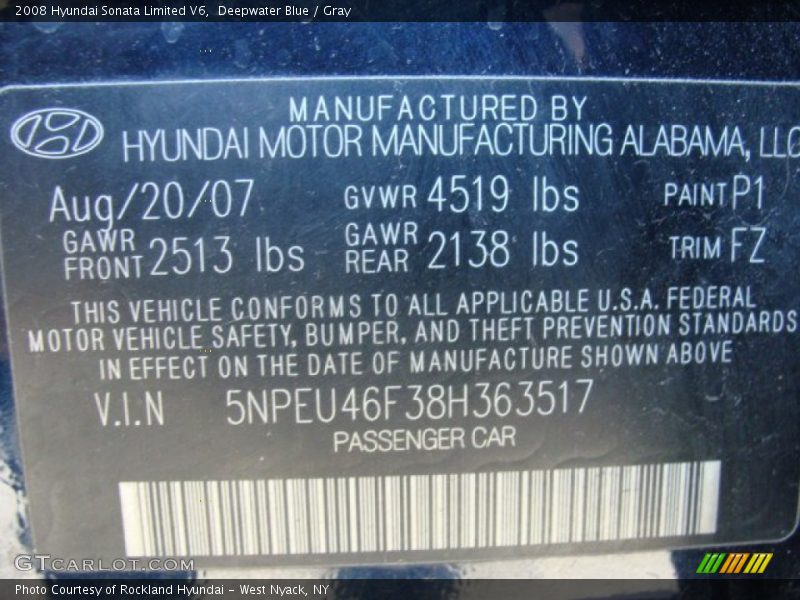 2008 Hyundai Sonata Limited V6,  Deepwater Blue / Gray
MANUFACTURED BY
HYUNDAI MOTOR MANUFACTURING ALABAMA, LLC
Aug/20/07 GVWR 4519 lbs PAINT P1
GAWR FRONT 2513 lbs GAWR REAR 2138 lbs TRIM FZ
THIS VEHICLE CONFORMS TO ALL APPLICABLE U.S.A. FEDERAL
MOTOR VEHICLE SAFETY, BUMPER, AND THEFT PREVENTION STANDARDS
IN EFFECT ON THE DATE OF MANUFACTURE SHOWN ABOVE
V.I.N 5NPEU46F38H363517
PASSENGER CAR
GTCarLot.com
Photo Courtesy of Rockland Hyundai - West Nyack, NY